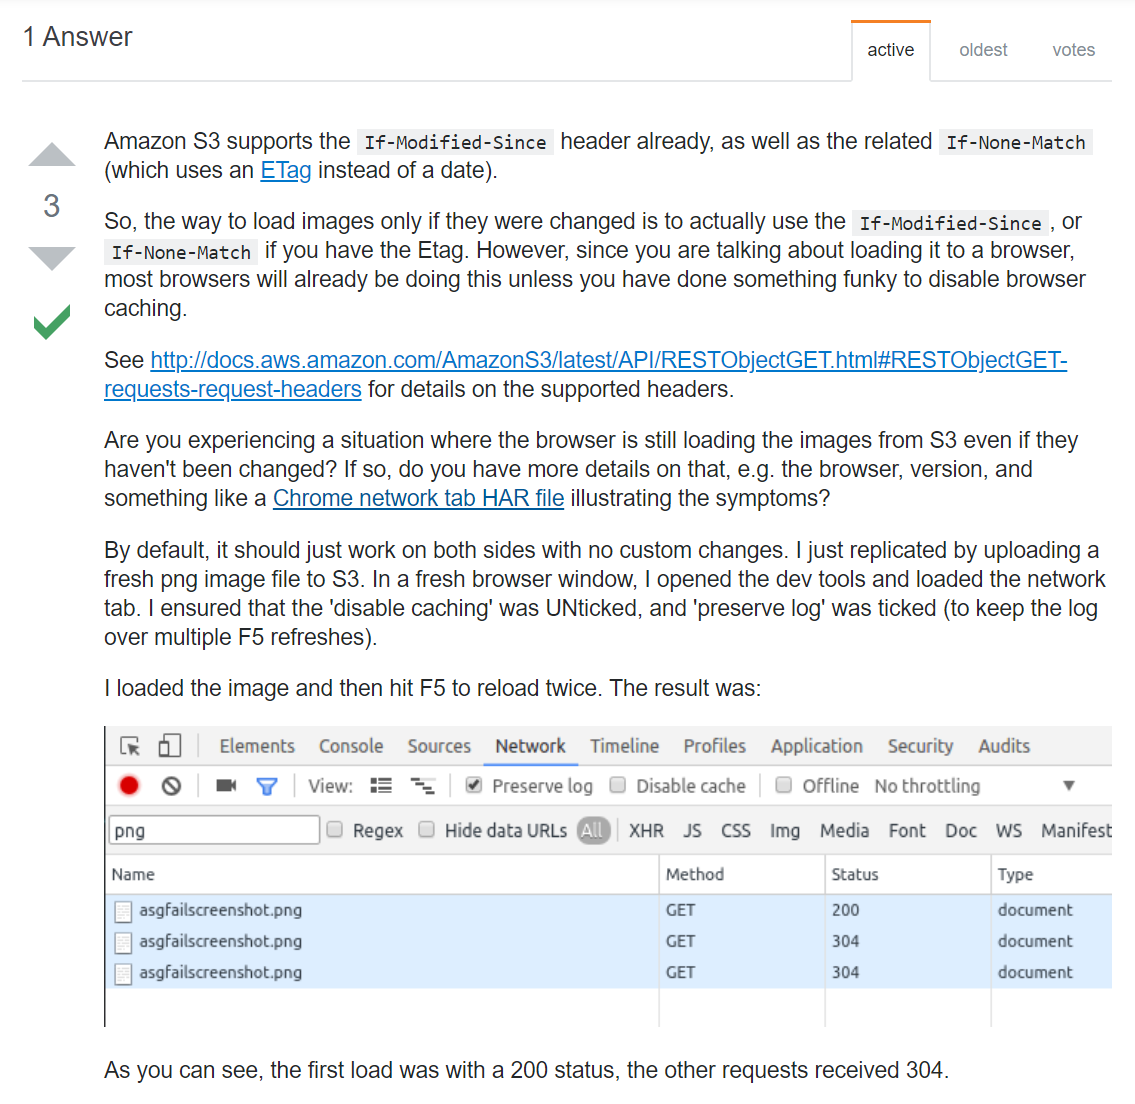 1 Answer
active oldest votes
Amazon S3 supports the If-Modified-Since header already, as well as the related If-None-Match
(which uses an ETag instead of a date).
3
So, the way to load images only if they were changed is to actually use the If-Modified-Since , or
If-None-Match if you have the Etag. However, since you are talking about loading it to a browser,
most browsers will already be doing this unless you have done something funky to disable browser
caching.
See http://docs.aws.amazon.com/AmazonS3/latest/API/RESTObjectGET.html#RESTObjectGET-
requests-request-headers for details on the supported headers.
Are you experiencing a situation where the browser is still loading the images from S3 even if they
haven't been changed? If so, do you have more details on that, e.g. the browser, version, and
something like a Chrome network tab HAR file illustrating the symptoms?
By default, it should just work on both sides with no custom changes. I just replicated by uploading a
fresh png image file to S3. In a fresh browser window, I opened the dev tools and loaded the network
tab. I ensured that the 'disable caching' was UNticked, and 'preserve log' was ticked (to keep the log
over multiple F5 refreshes).
I loaded the image and then hit F5 to reload twice. The result was:
Elements Console Sources Network Timeline Profiles Application Security Audits
View: Preserve log Disable cache Offline No throttling
png Regex Hide data URLs All XHR JS CSS Img Media Font Doc WS Manifest
Name Method Status Type
asgfailscreenshot.png GET 200 document
asgfailscreenshot.png GET 304 document
asgfailscreenshot.png GET 304 document
As you can see, the first load was with a 200 status, the other requests received 304.